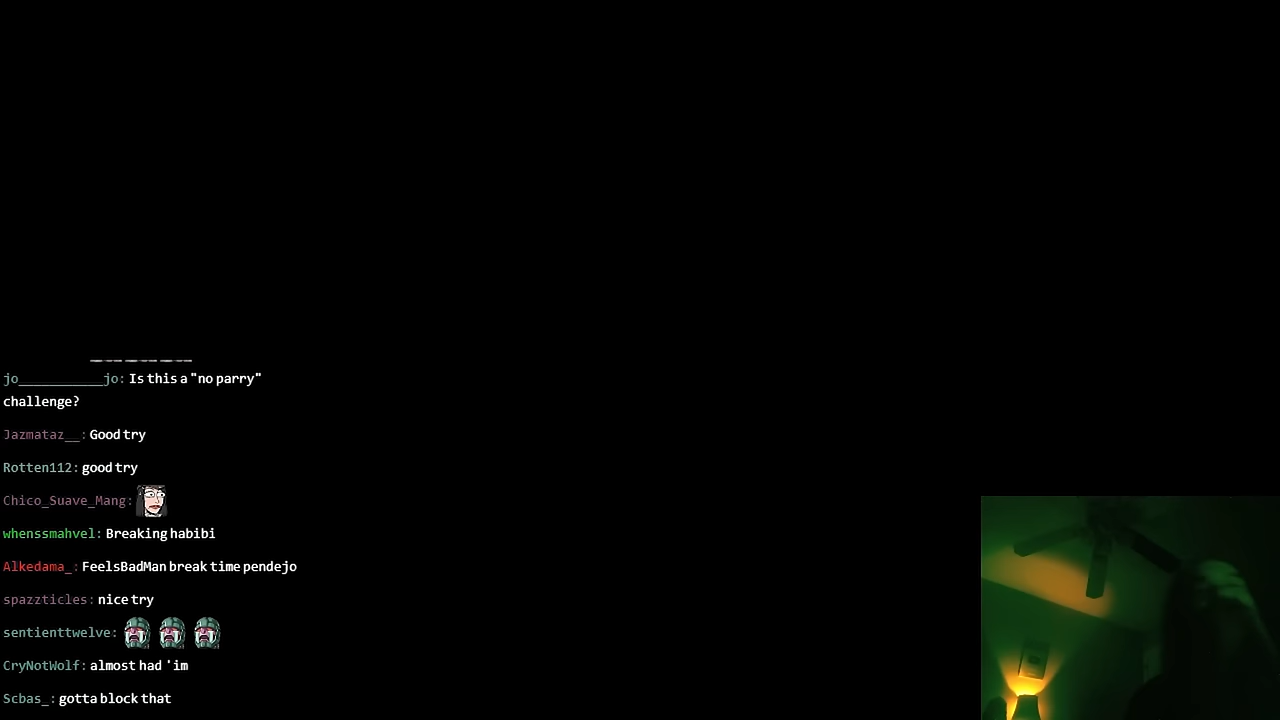 jo___________jo: Is this a "no parry"
challenge?
Jazmataz__: Good try
Rotten112: good try
Chico_Suave_Mang:
whenssmahvel: Breaking habibi
Alkedama_: FeelsBadMan break time pendejo
spazzticles: nice try
sentienttwelve:
CryNotWolf: almost had 'im
Scbas_: gotta block that